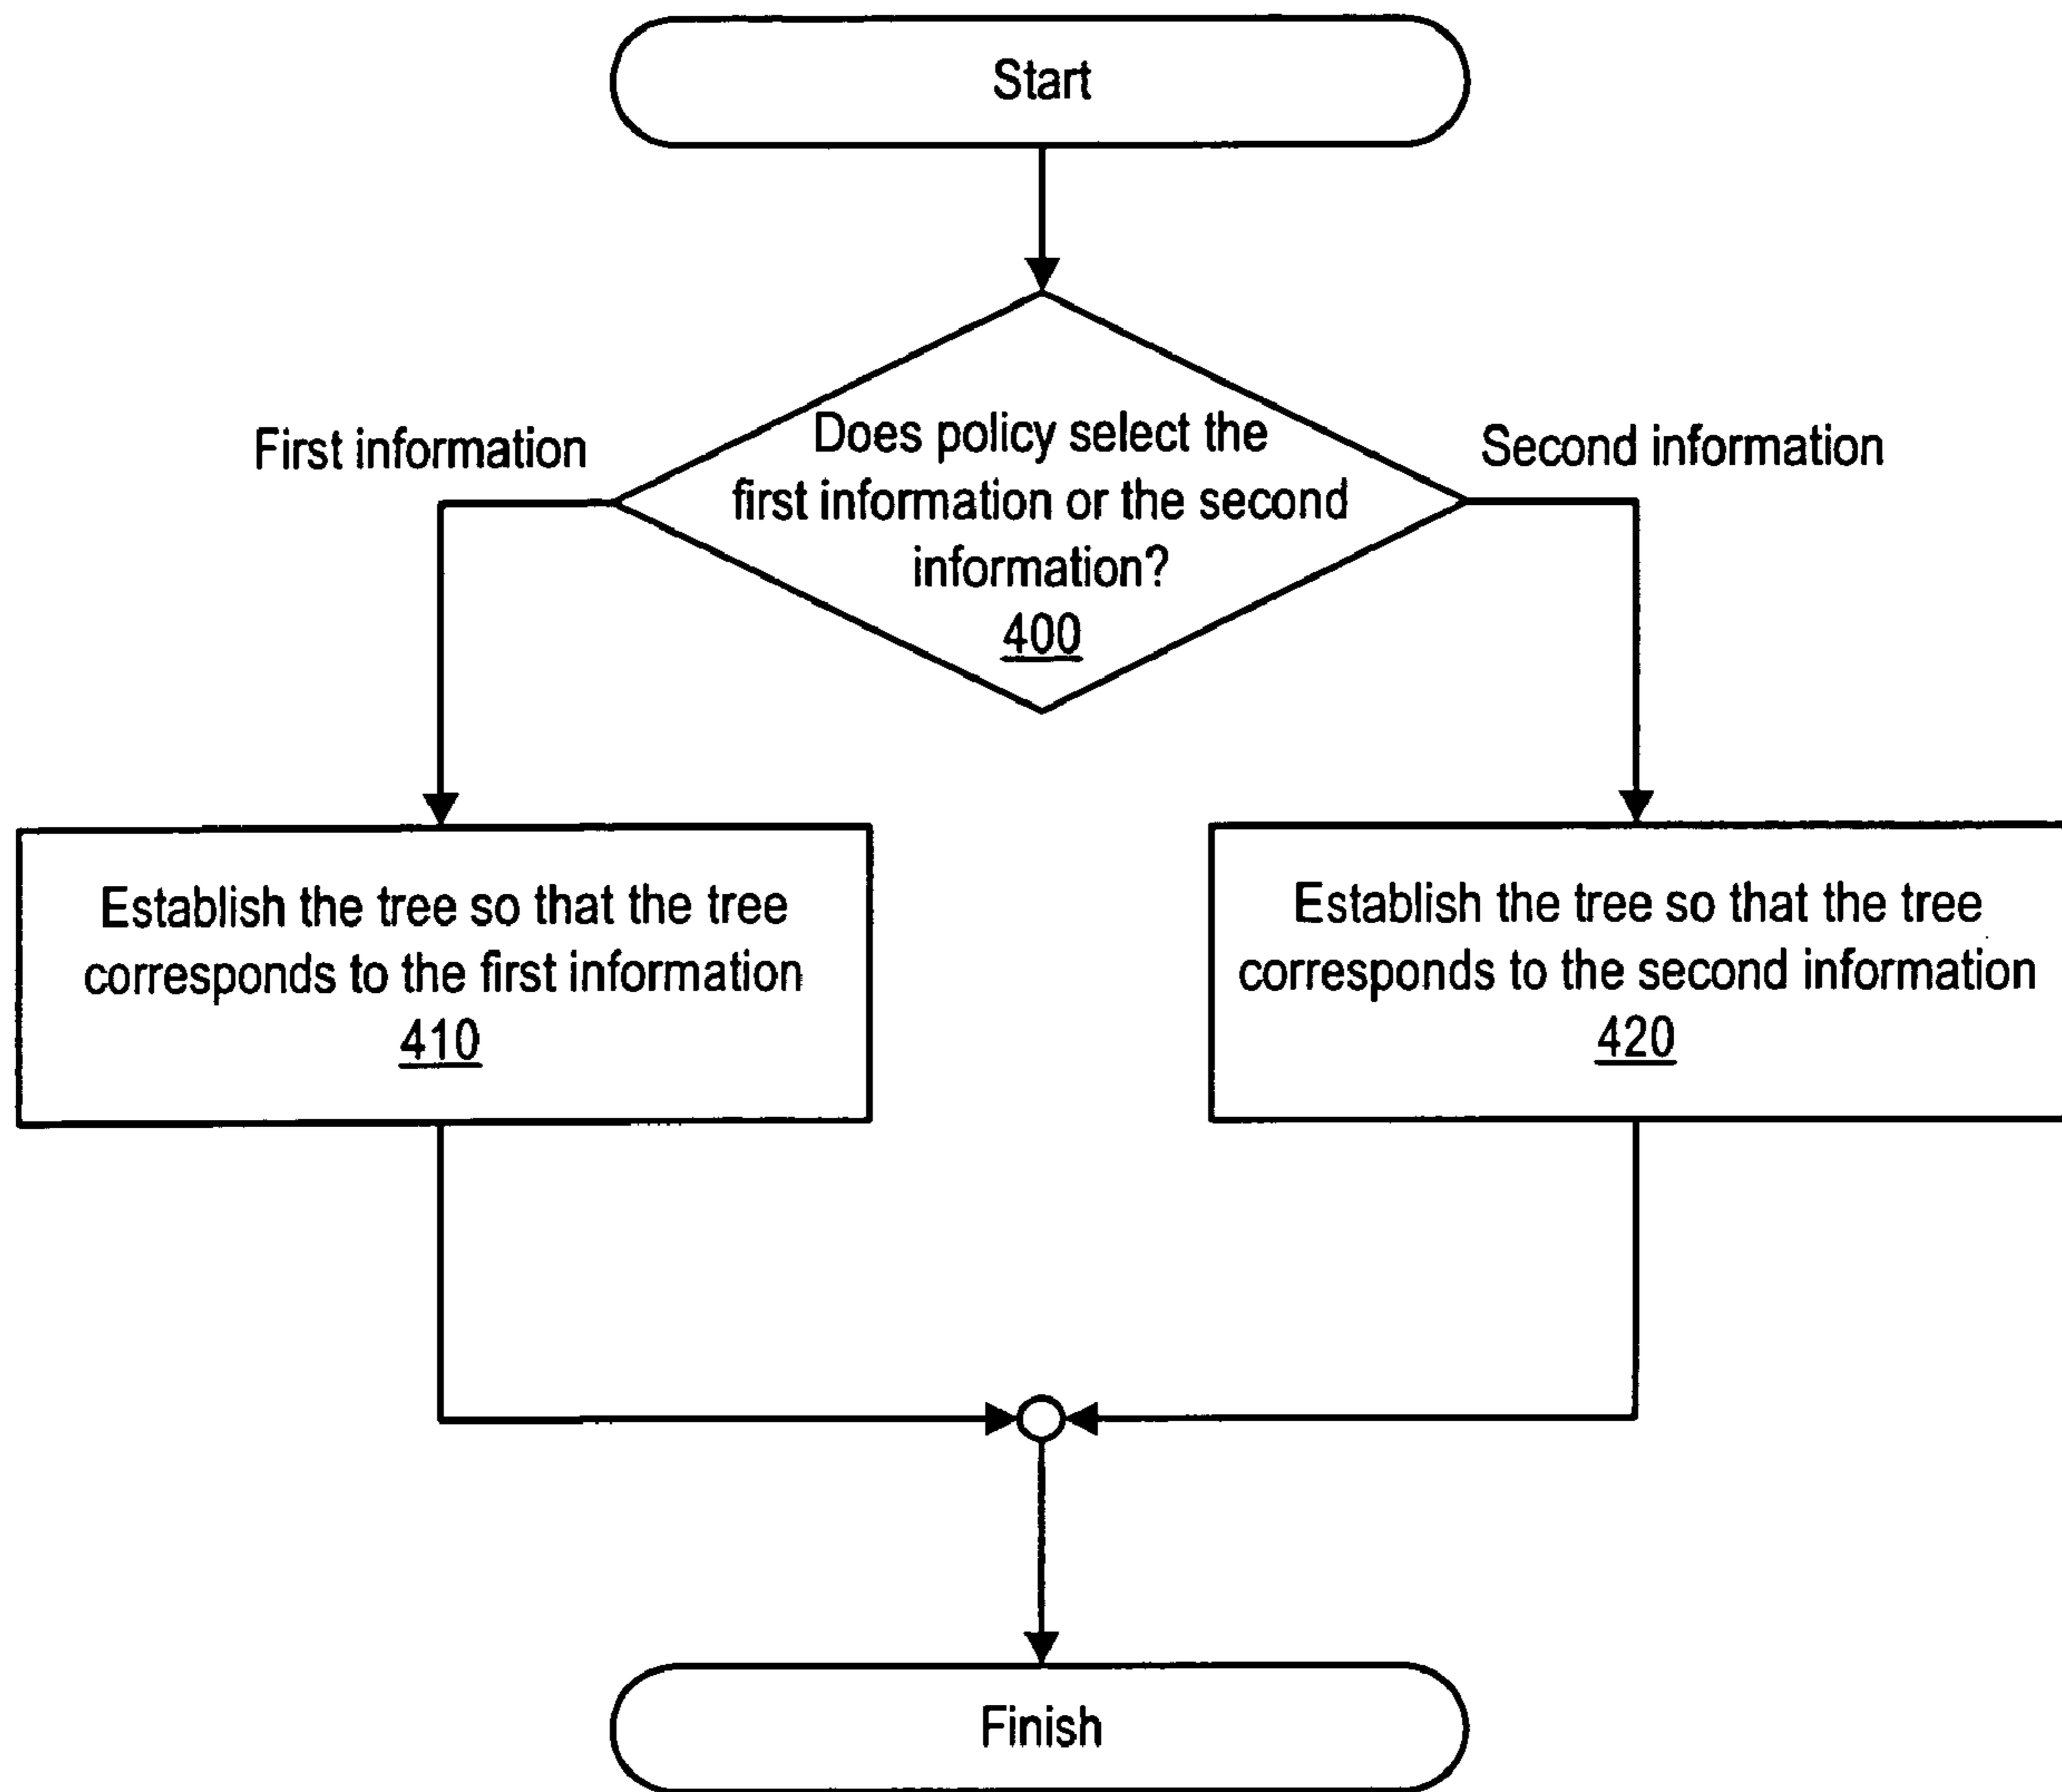 Start
First information
Does policy select the
first information or the second
information?
400
Second information
Establish the tree so that the tree
corresponds to the first information
410
Establish the tree so that the tree
corresponds to the second information
420
Finish